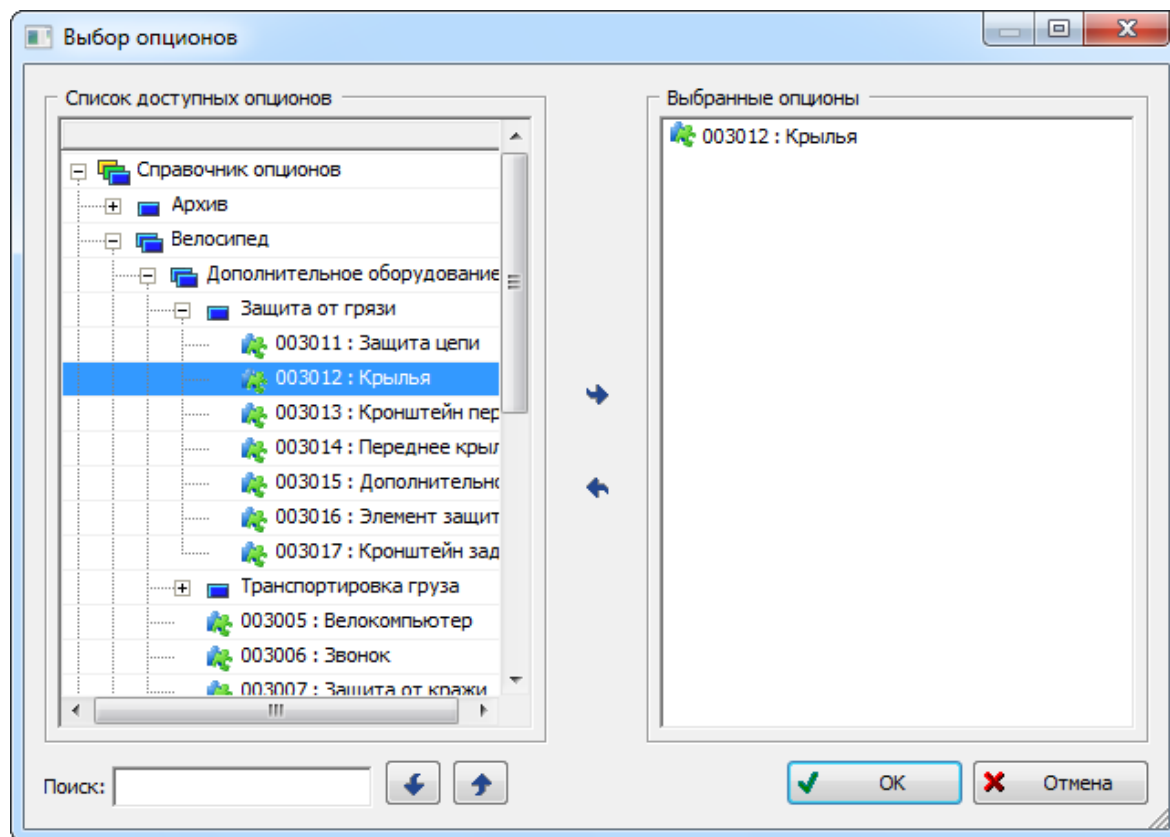 Выбор опционов
Список доступных опционов
Справочник опционов
Архив
Велосипед
Дополнительное оборудование
Защита от грязи
003011 : Защита цепи
003012 : Крылья
003013 : Кронштейн пер
003014 : Переднее крыл
003015 : Дополнительно
003016 : Элемент защит
003017 : Кронштейн зад
Транспортировка груза
003005 : Велокомпьютер
003006 : Звонок
003007 : Защита от кражи
Выбранные опционы
003012 : Крылья
Поиск:
OK
Отмена